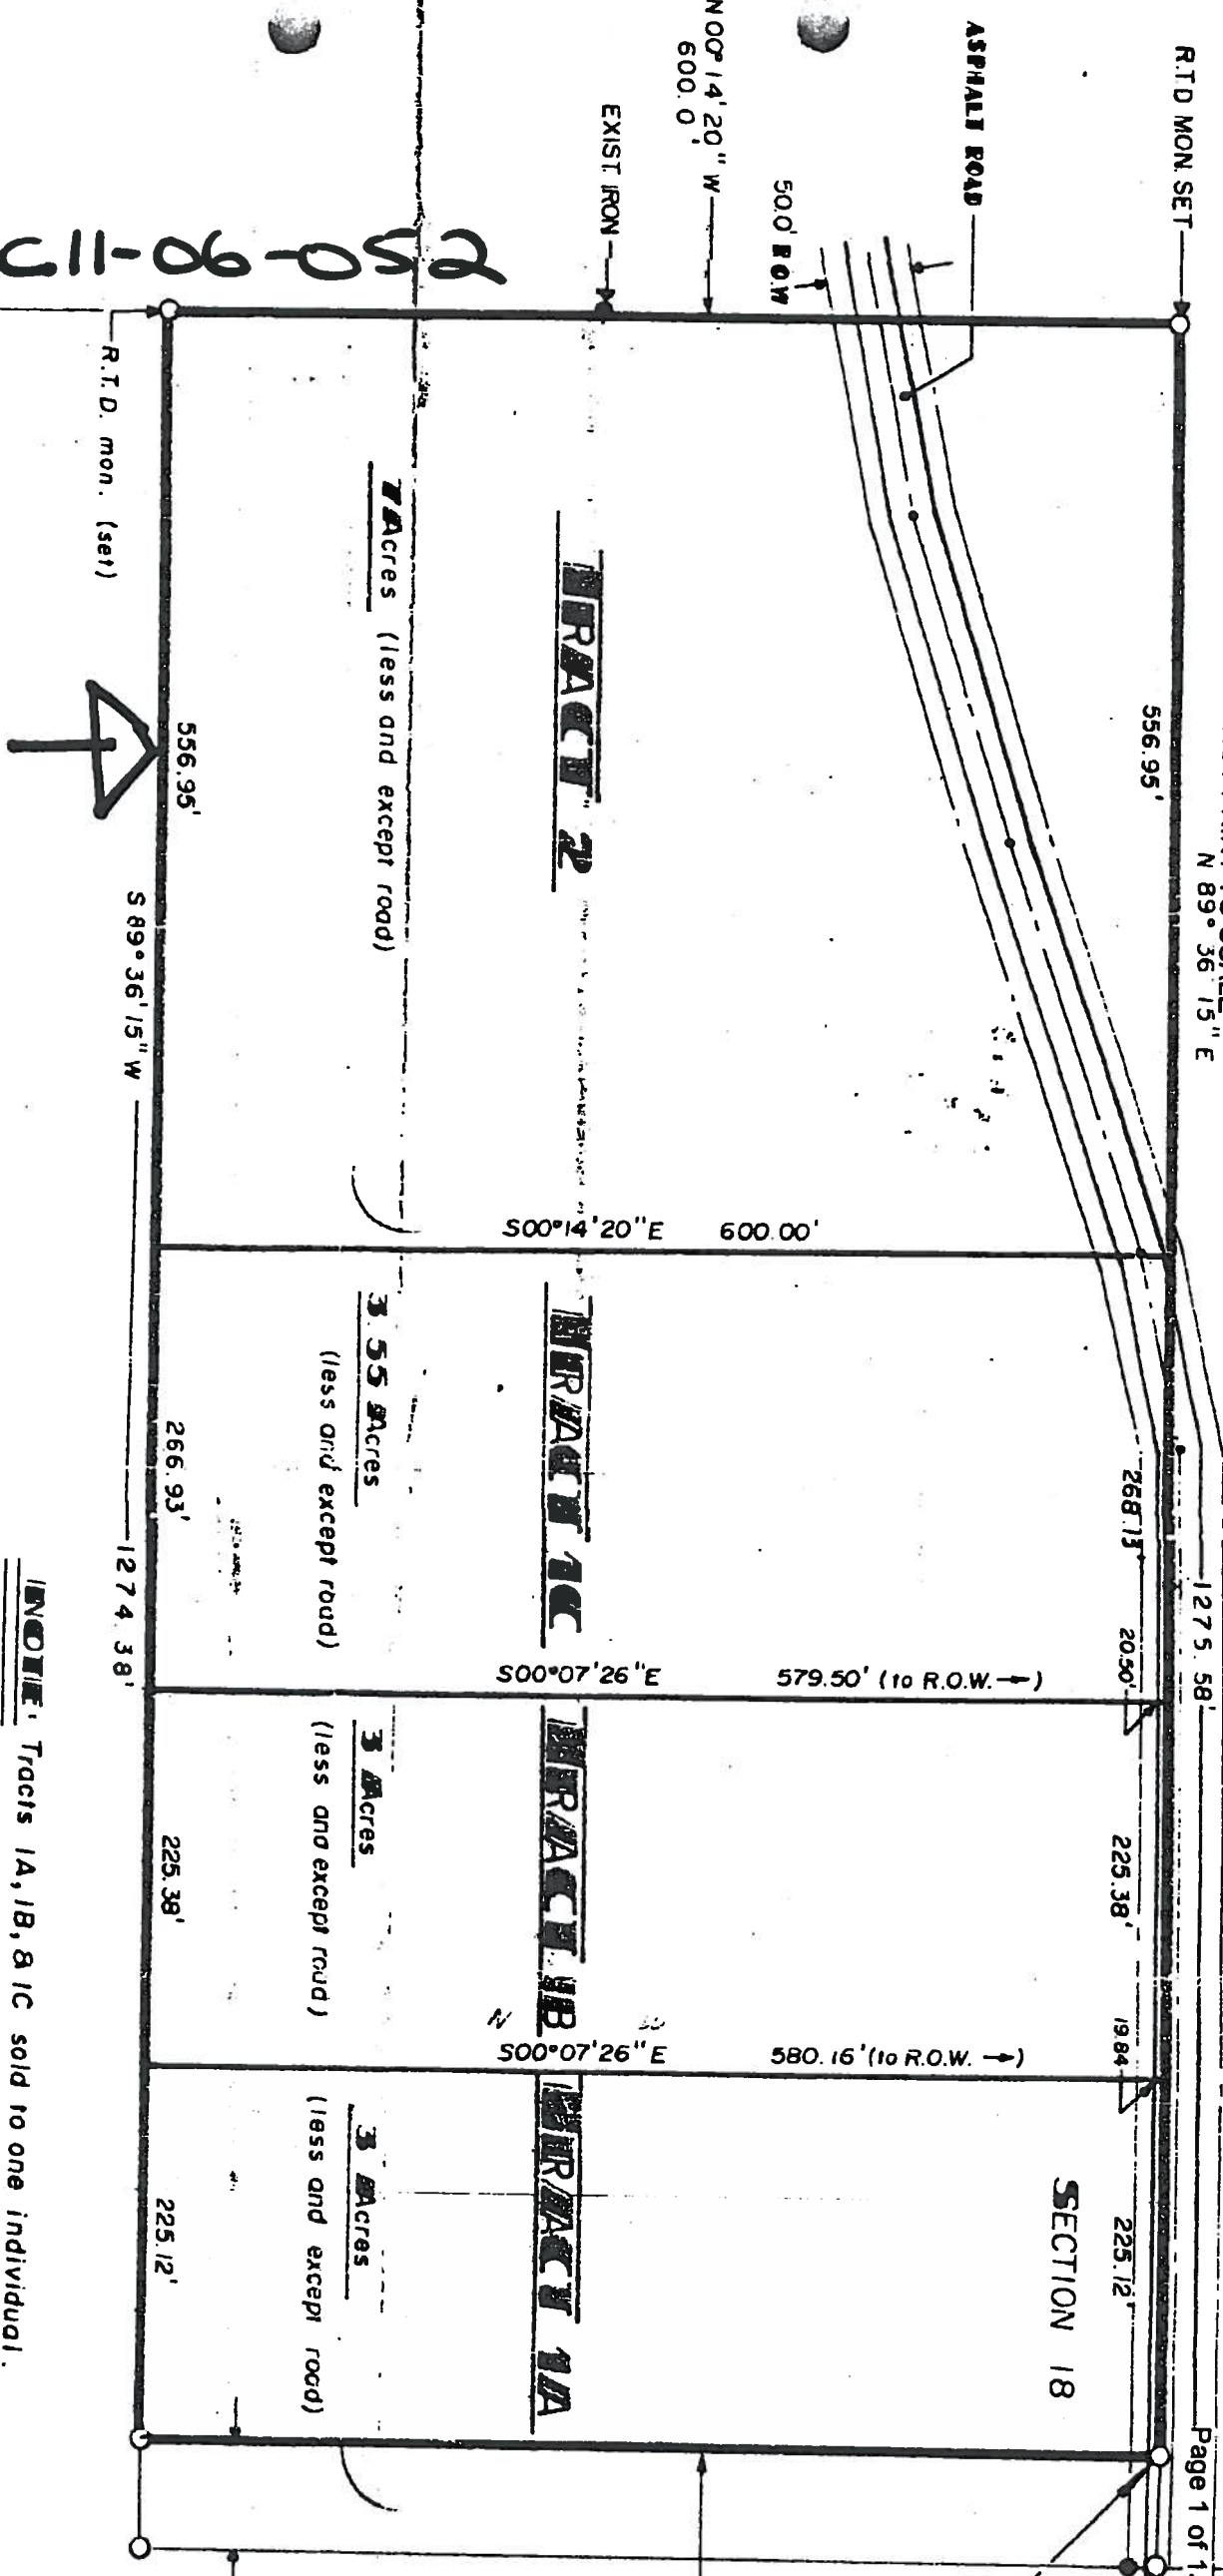 Page 1 of 1
N 89° 36' 15" E
1275.58'
R.T.D MON. SET
556.95'
268.13'
20.50'
225.38'
19.84
225.12'
SECTION 18
ASPHALT ROAD
50.0' R.O.W
N 00° 14' 20" W
600.0'
EXIST. IRON
TRACT 2
7 Acres (less and except road)
S00°14'20"E 600.00'
TRACT 1C
3.55 Acres
(less and except road)
S00°07'26"E 579.50' (to R.O.W.→)
TRACT 1B
3 Acres
(less and except road)
S00°07'26"E 580.16' (to R.O.W. →)
TRACT 1A
3 Acres
(less and except road)
C11-06-052
R.T.D. mon. (set)
556.95'
266.93'
225.38'
225.12'
S 89° 36' 15" W
1274.38'
NOTE: Tracts 1A, 1B, & 1C sold to one individual.